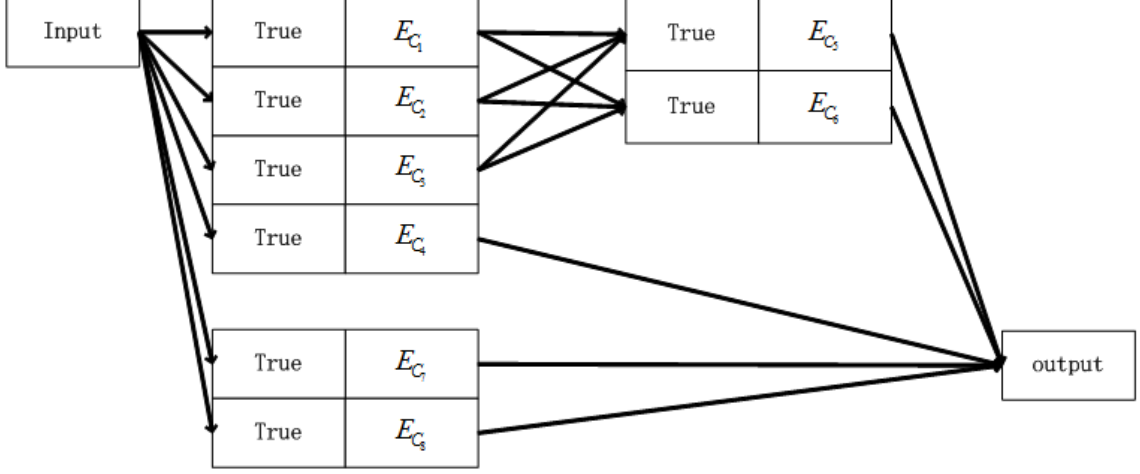 Input
True E_{C_1}
True E_{C_2}
True E_{C_3}
True E_{C_4}
True E_{C_5}
True E_{C_6}
True E_{C_7}
True E_{C_8}
output